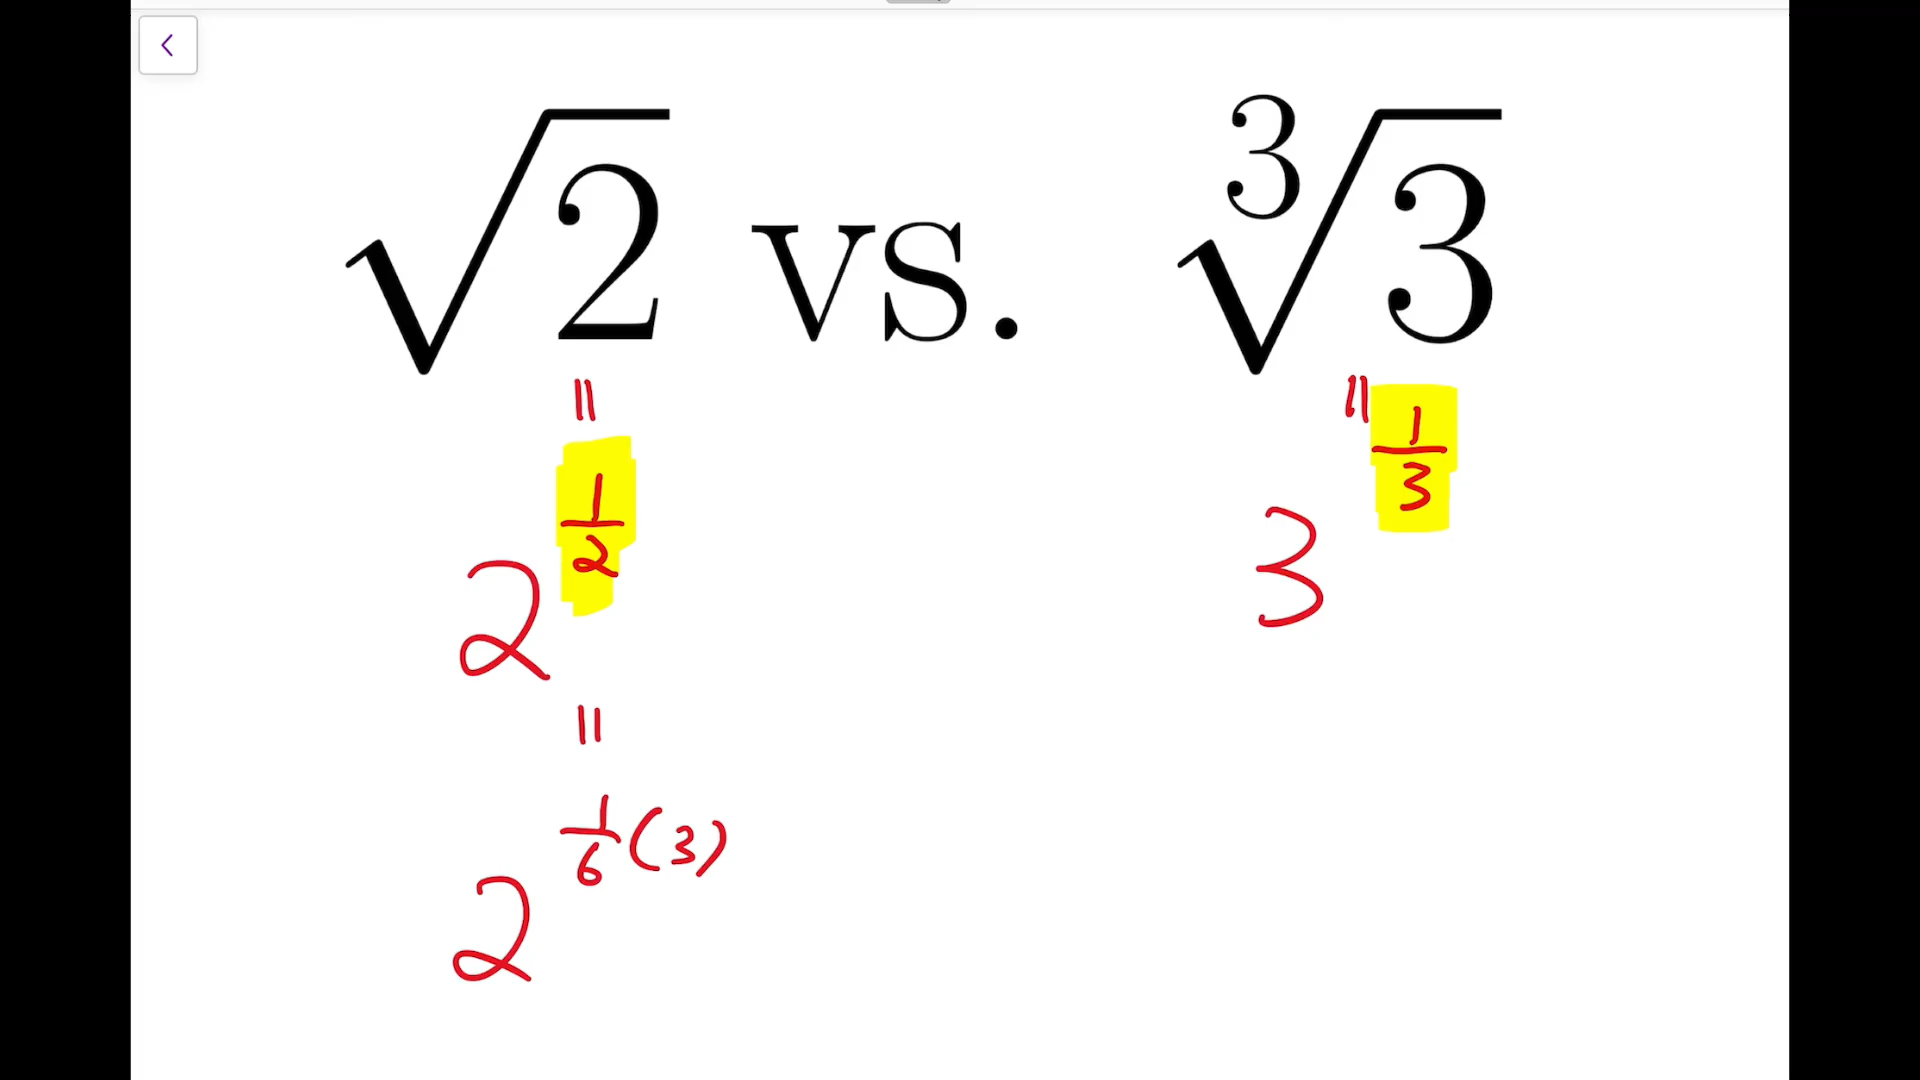 √2 vs. ∛3
= =
2^(1/2) 3^(1/3)
=
2^(1/6 (3))